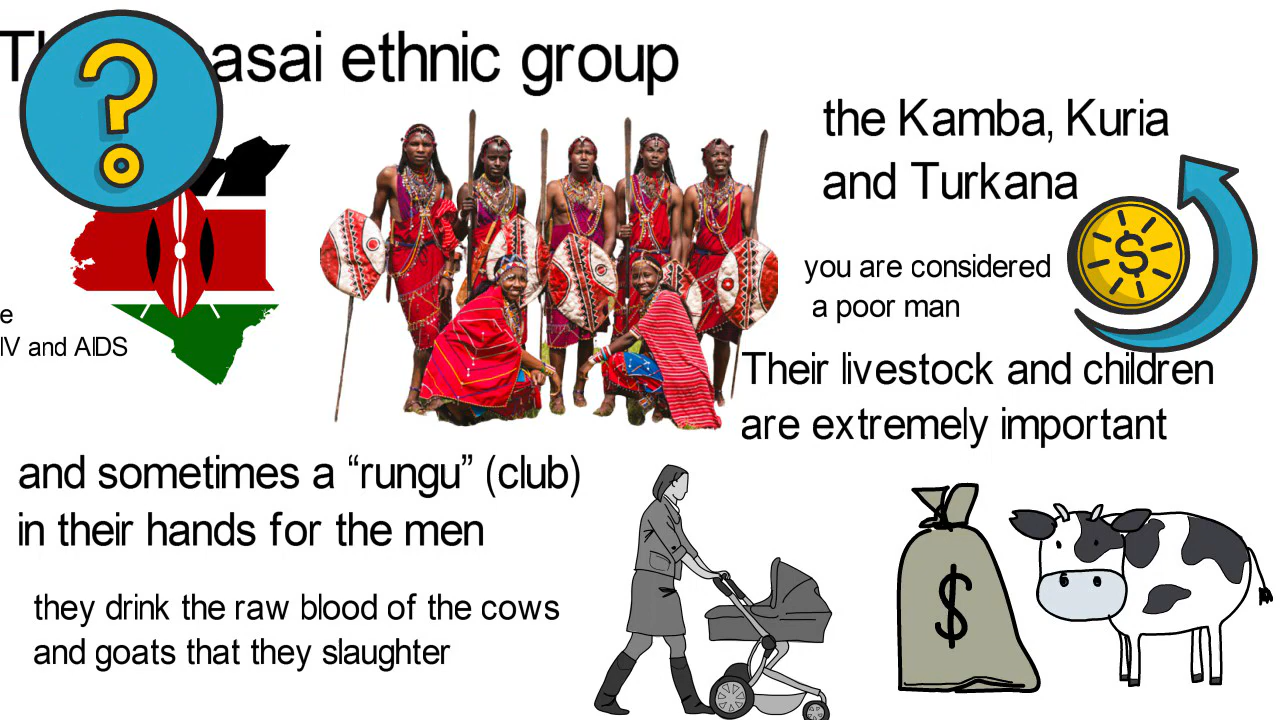 asai ethnic group
the Kamba, Kuria
and Turkana
you are considered
a poor man
e
IV and AIDS
Their livestock and children
are extremely important
and sometimes a “rungu” (club)
in their hands for the men
they drink the raw blood of the cows
and goats that they slaughter